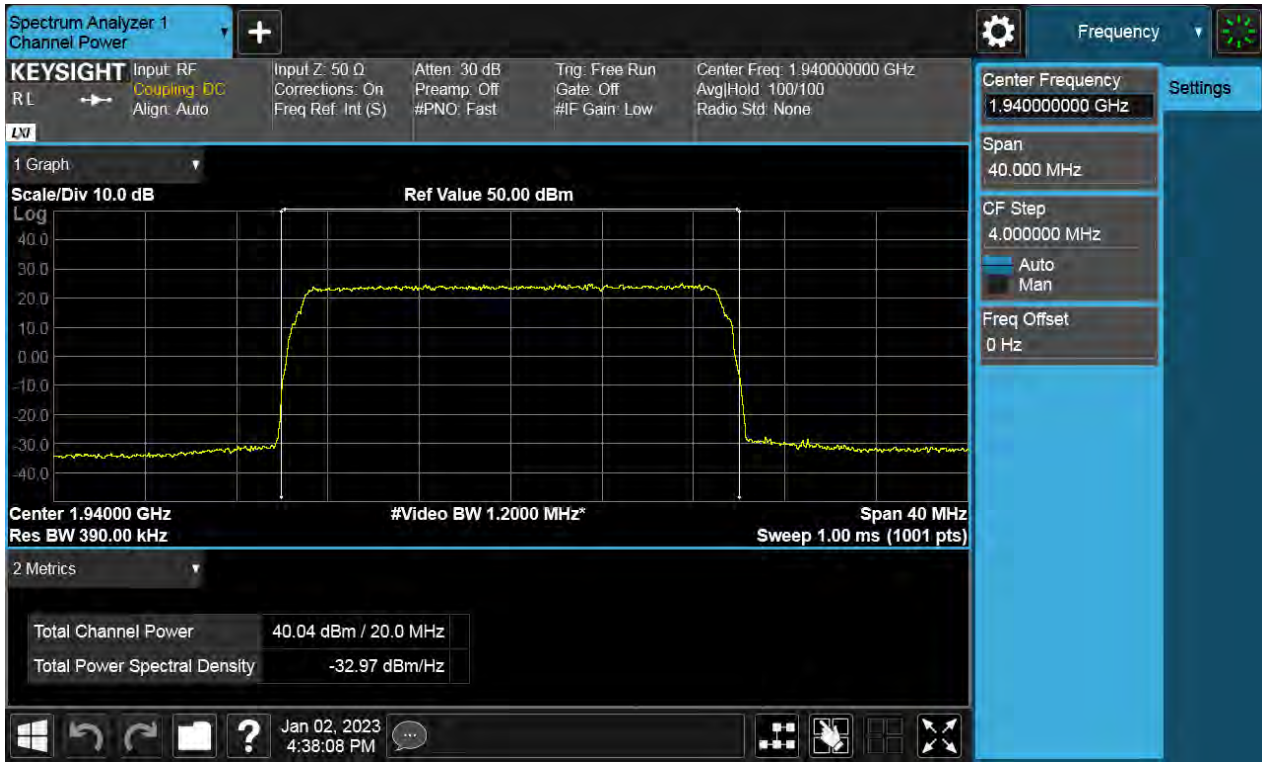 Spectrum Analyzer 1
Channel Power
+
Frequency
KEYSIGHT
RL
LXI
Input: RF
Coupling: DC
Align: Auto
Input Z: 50 Ω
Corrections: On
Freq Ref: Int (S)
Atten: 30 dB
Preamp: Off
#PNO: Fast
Trig: Free Run
Gate: Off
#IF Gain: Low
Center Freq: 1.940000000 GHz
Avg|Hold: 100/100
Radio Std: None
Center Frequency
1.940000000 GHz
Settings
Span
40.000 MHz
CF Step
4.000000 MHz
Auto
Man
Freq Offset
0 Hz
1 Graph
Scale/Div 10.0 dB
Ref Value 50.00 dBm
Log
40.0
30.0
20.0
10.0
0.00
-10.0
-20.0
-30.0
-40.0
Center 1.94000 GHz
#Video BW 1.2000 MHz*
Span 40 MHz
Res BW 390.00 kHz
Sweep 1.00 ms (1001 pts)
2 Metrics
Total Channel Power 40.04 dBm / 20.0 MHz
Total Power Spectral Density -32.97 dBm/Hz
?
Jan 02, 2023
4:38:08 PM